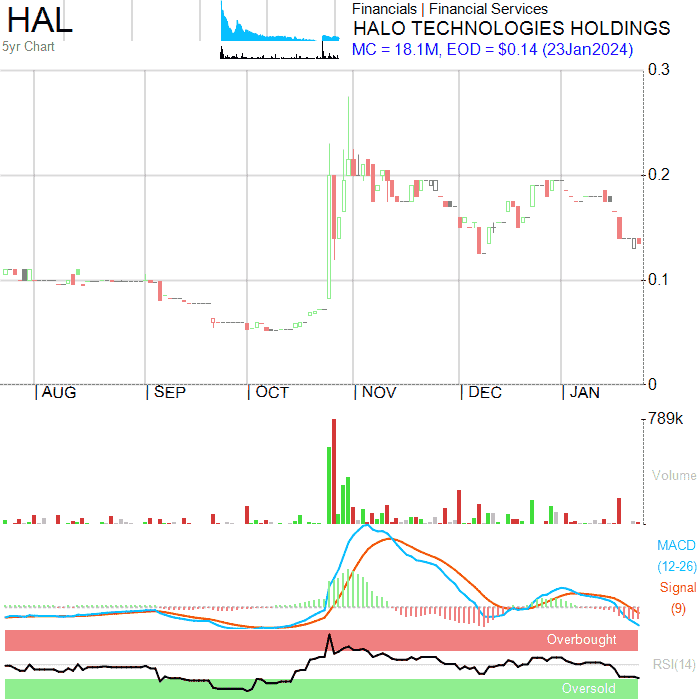 HAL
5yr Chart
Financials | Financial Services
HALO TECHNOLOGIES HOLDINGS
MC = 18.1M, EOD = $0.14 (23Jan2024)
0.3
0.2
0.1
0
AUG
SEP
OCT
NOV
DEC
JAN
789k
Volume
MACD
(12-26)
Signal
(9)
Overbought
RSI(14)
Oversold